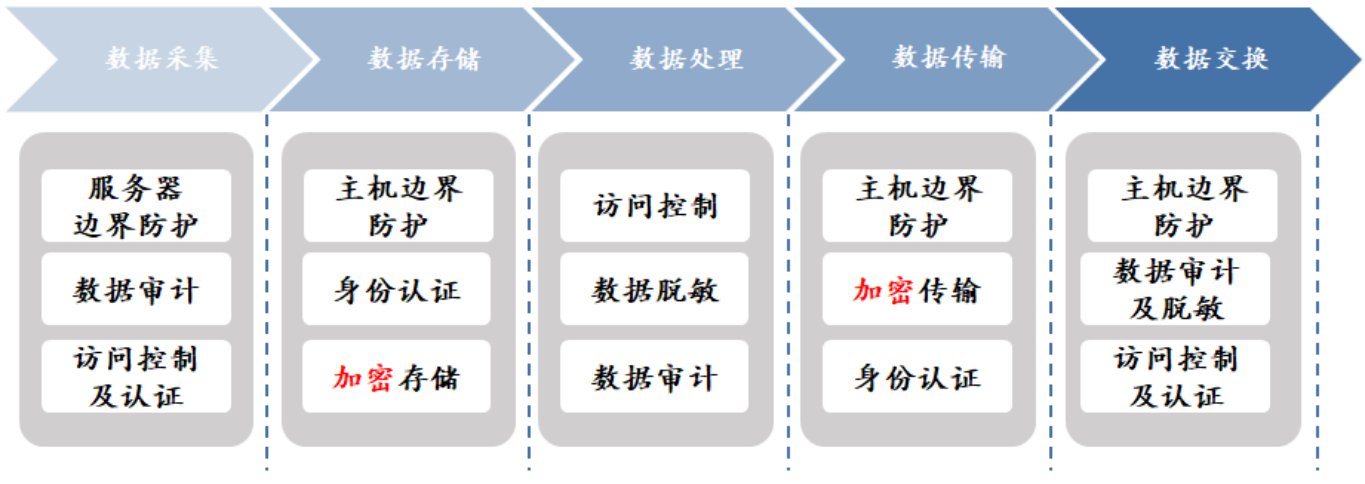 数据采集
数据存储
数据处理
数据传输
数据交换
服务器
边界防护
数据审计
访问控制
及认证
主机边界
防护
身份认证
加密存储
访问控制
数据脱敏
数据审计
主机边界
防护
加密传输
身份认证
主机边界
防护
数据审计
及脱敏
访问控制
及认证